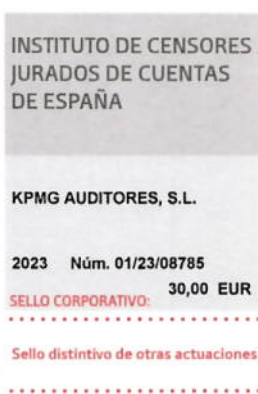 INSTITUTO DE CENSORES
JURADOS DE CUENTAS
DE ESPAÑA
KPMG AUDITORES, S.L.
2023 Núm. 01/23/08785
30,00 EUR
SELLO CORPORATIVO:
Sello distintivo de otras actuaciones